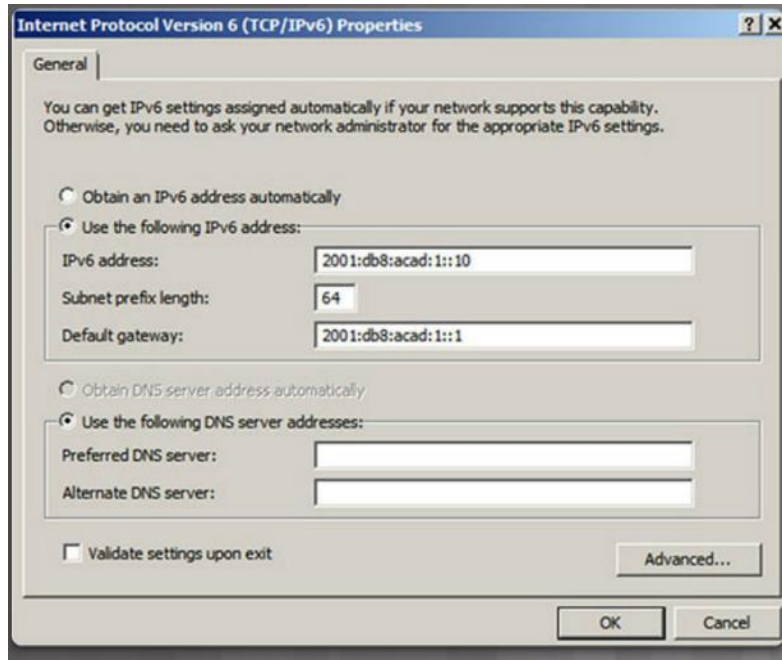 Internet Protocol Version 6 (TCP/IPv6) Properties
General
You can get IPv6 settings assigned automatically if your network supports this capability.
Otherwise, you need to ask your network administrator for the appropriate IPv6 settings.
Obtain an IPv6 address automatically
Use the following IPv6 address:
IPv6 address: 2001:db8:acad:1::10
Subnet prefix length: 64
Default gateway: 2001:db8:acad:1::1
Obtain DNS server address automatically
Use the following DNS server addresses:
Preferred DNS server:
Alternate DNS server:
Validate settings upon exit
Advanced...
OK Cancel